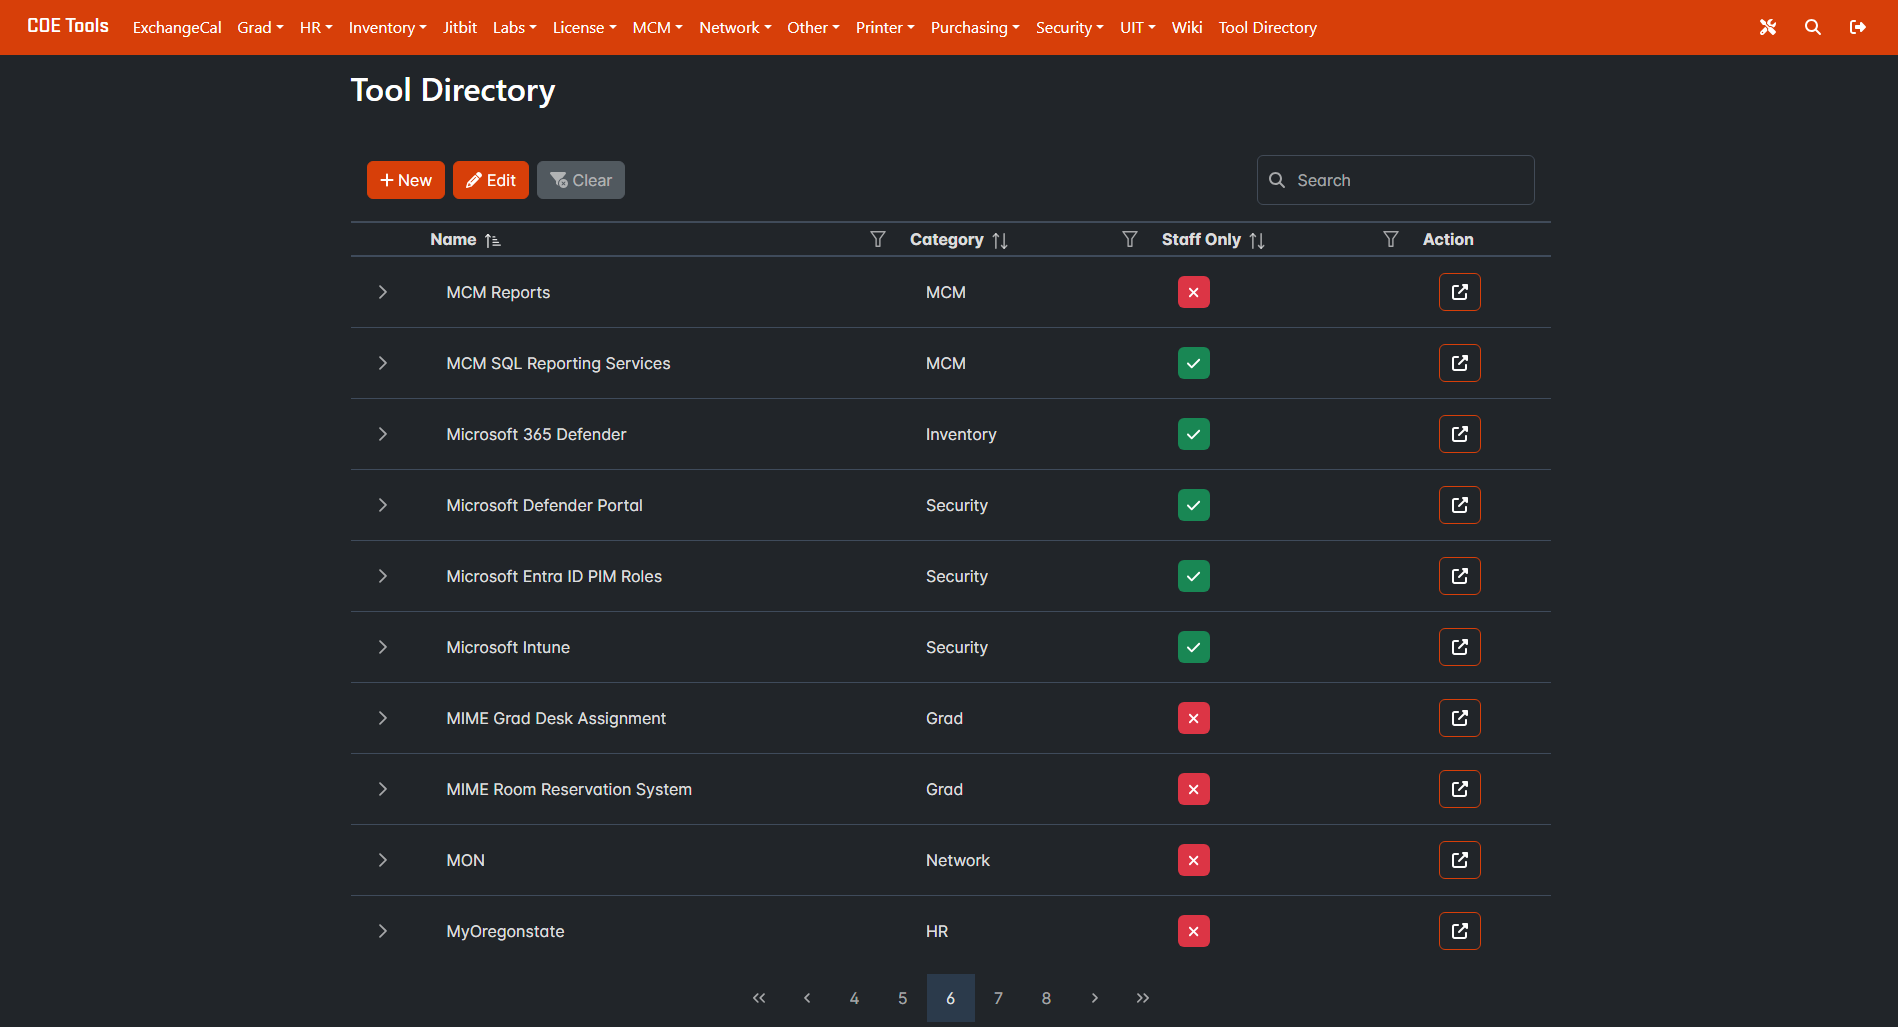 COE Tools ExchangeCal Grad HR Inventory Jitbit Labs License MCM Network Other Printer Purchasing Security UIT Wiki Tool Directory
Tool Directory
New Edit Clear Search
Name Category Staff Only Action
MCM Reports MCM
MCM SQL Reporting Services MCM
Microsoft 365 Defender Inventory
Microsoft Defender Portal Security
Microsoft Entra ID PIM Roles Security
Microsoft Intune Security
MIME Grad Desk Assignment Grad
MIME Room Reservation System Grad
MON Network
MyOregonstate HR
« ‹ 4 5 6 7 8 › »